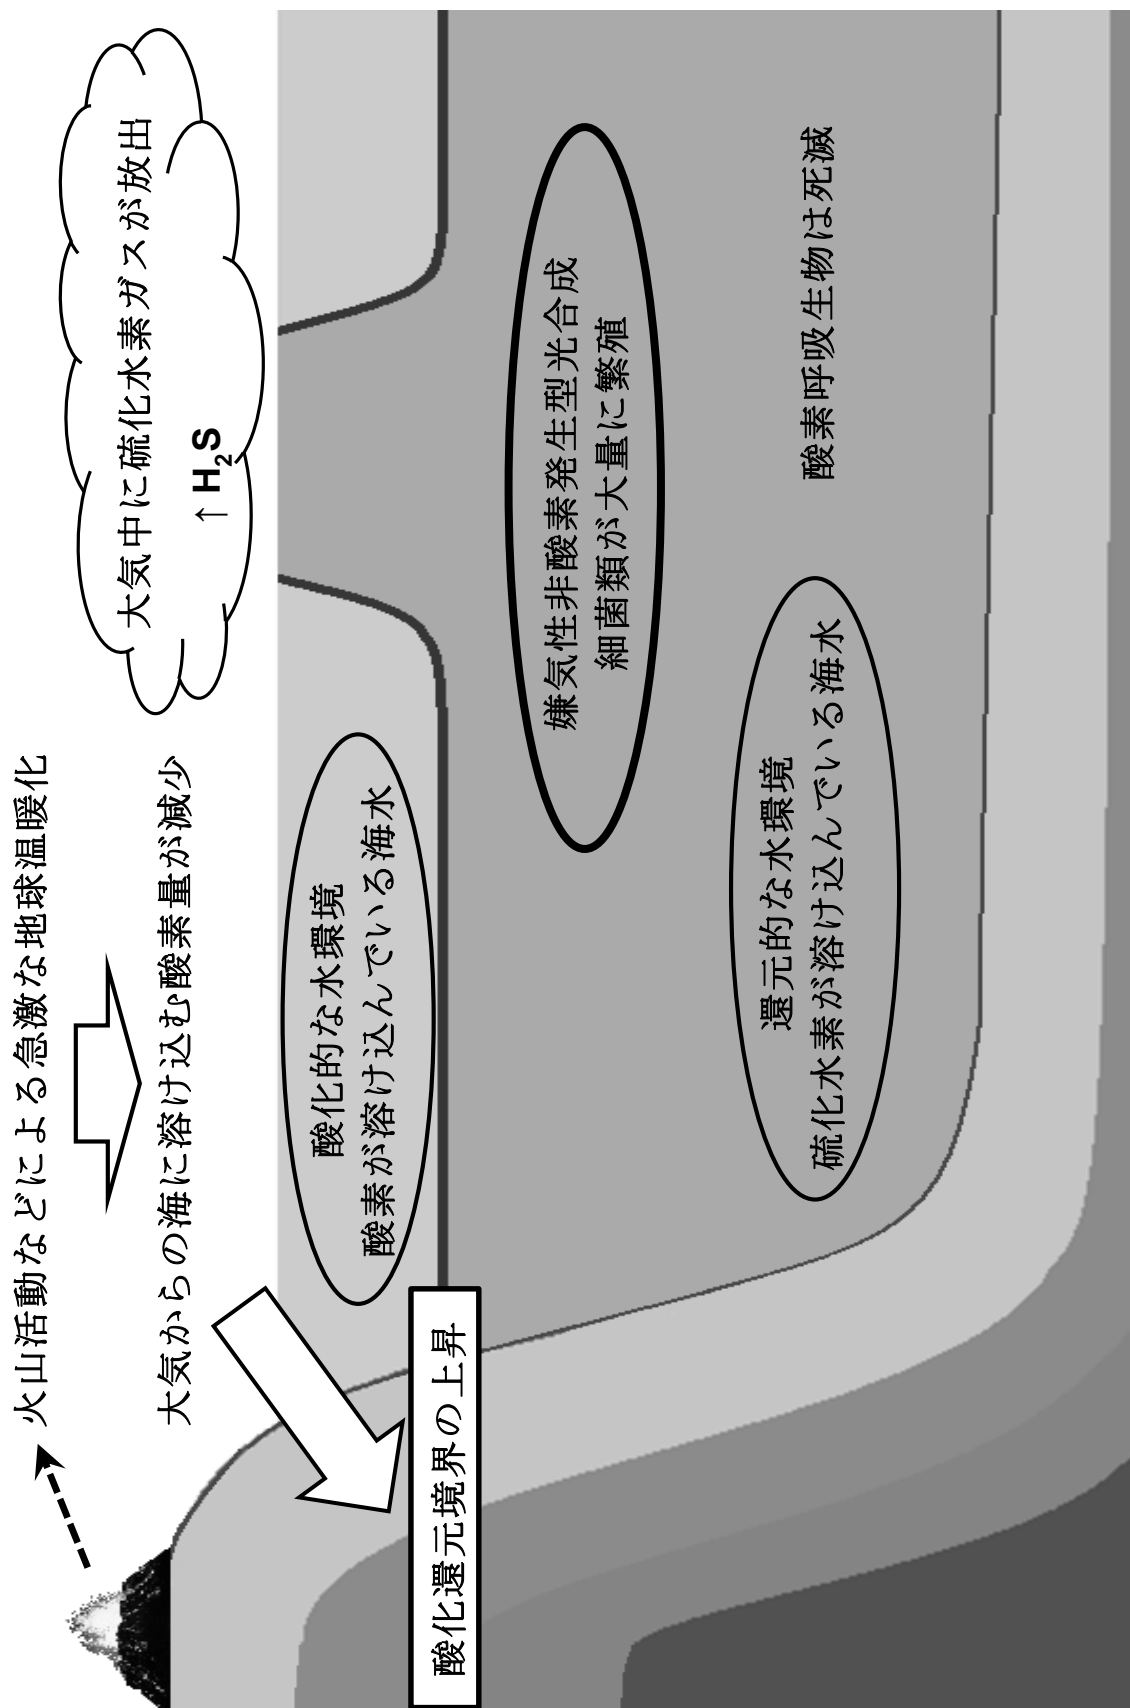 火山活動などによる急激な地球温暖化
大気からの海に溶け込む酸素量が減少
大気中に硫化水素ガスが放出
↑H₂S
酸化的な水環境
酸素が溶け込んでいる海水
酸化還元境界の上昇
嫌気性非酸素発生型光合成
細菌類が大量に繁殖
還元的な水環境
硫化水素が溶け込んでいる海水
酸素呼吸生物は死滅